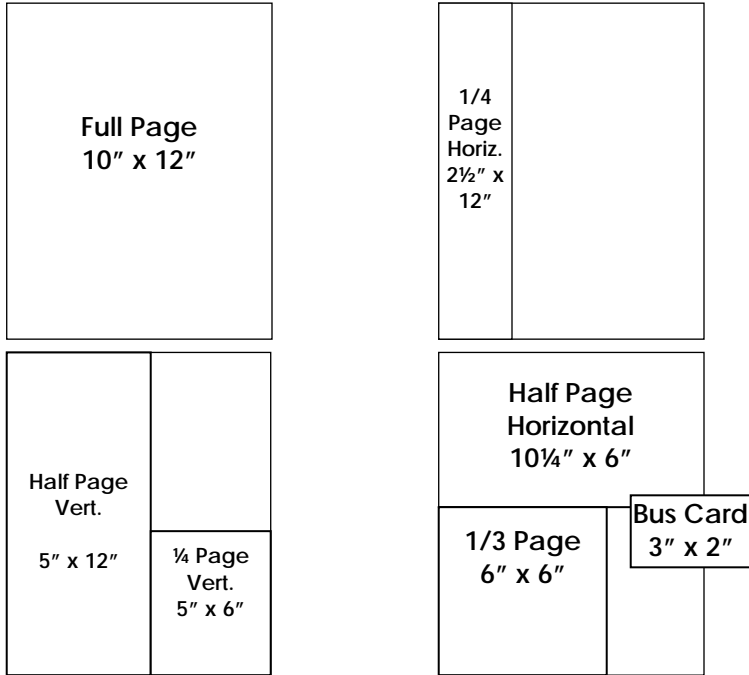 Full Page
10” x 12”
1/4
Page
Horiz.
2½” x
12”
Half Page
Vert.
5” x 12”
¼ Page
Vert.
5” x 6”
Half Page
Horizontal
10¼” x 6”
1/3 Page
6” x 6”
Bus Card
3” x 2”